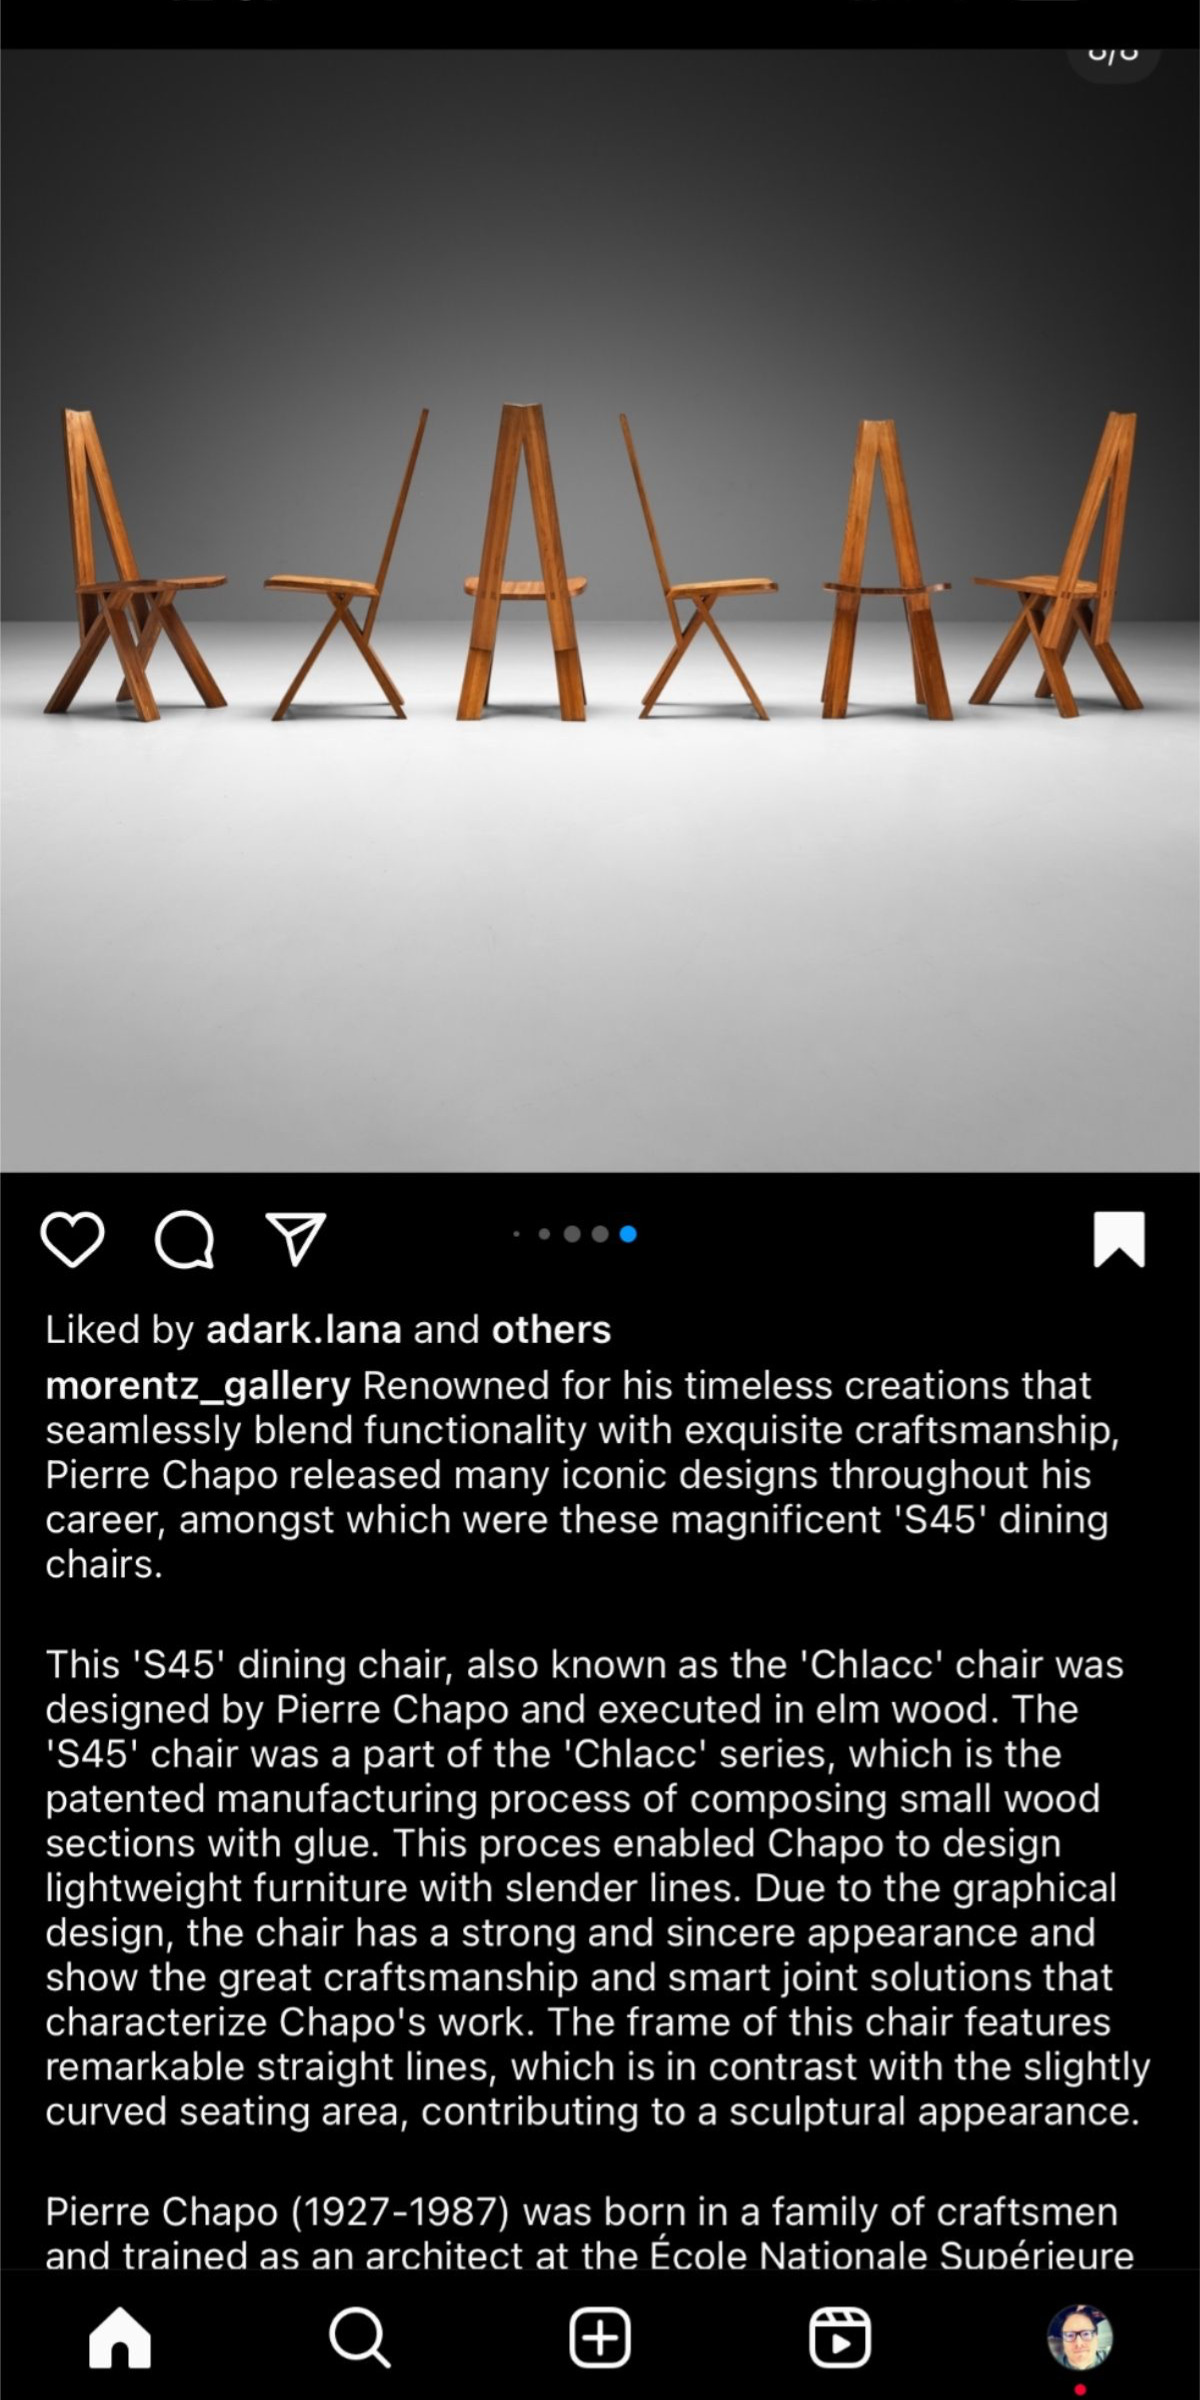 Liked by adark.lana and others
morentz_gallery Renowned for his timeless creations that
seamlessly blend functionality with exquisite craftsmanship,
Pierre Chapo released many iconic designs throughout his
career, amongst which were these magnificent 'S45' dining
chairs.
This 'S45' dining chair, also known as the 'Chlacc' chair was
designed by Pierre Chapo and executed in elm wood. The
'S45' chair was a part of the 'Chlacc' series, which is the
patented manufacturing process of composing small wood
sections with glue. This proces enabled Chapo to design
lightweight furniture with slender lines. Due to the graphical
design, the chair has a strong and sincere appearance and
show the great craftsmanship and smart joint solutions that
characterize Chapo's work. The frame of this chair features
remarkable straight lines, which is in contrast with the slightly
curved seating area, contributing to a sculptural appearance.
Pierre Chapo (1927-1987) was born in a family of craftsmen
and trained as an architect at the École Nationale Supérieure